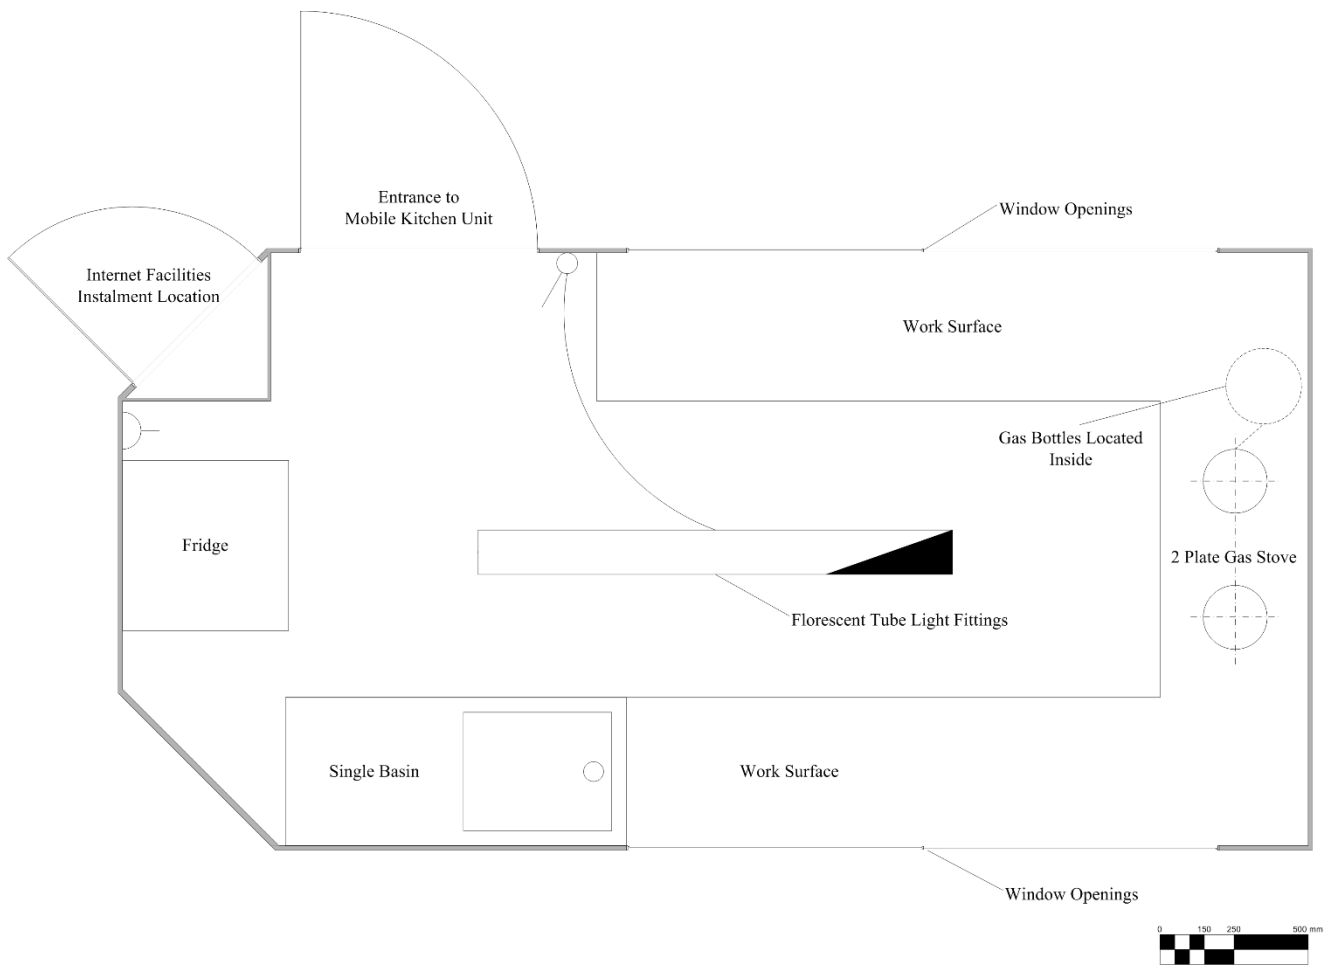 Entrance to
Mobile Kitchen Unit
Window Openings
Internet Facilities
Instalment Location
Work Surface
Gas Bottles Located
Inside
Fridge
2 Plate Gas Stove
Florescent Tube Light Fittings
Single Basin
Work Surface
Window Openings
0 150 250 500 mm